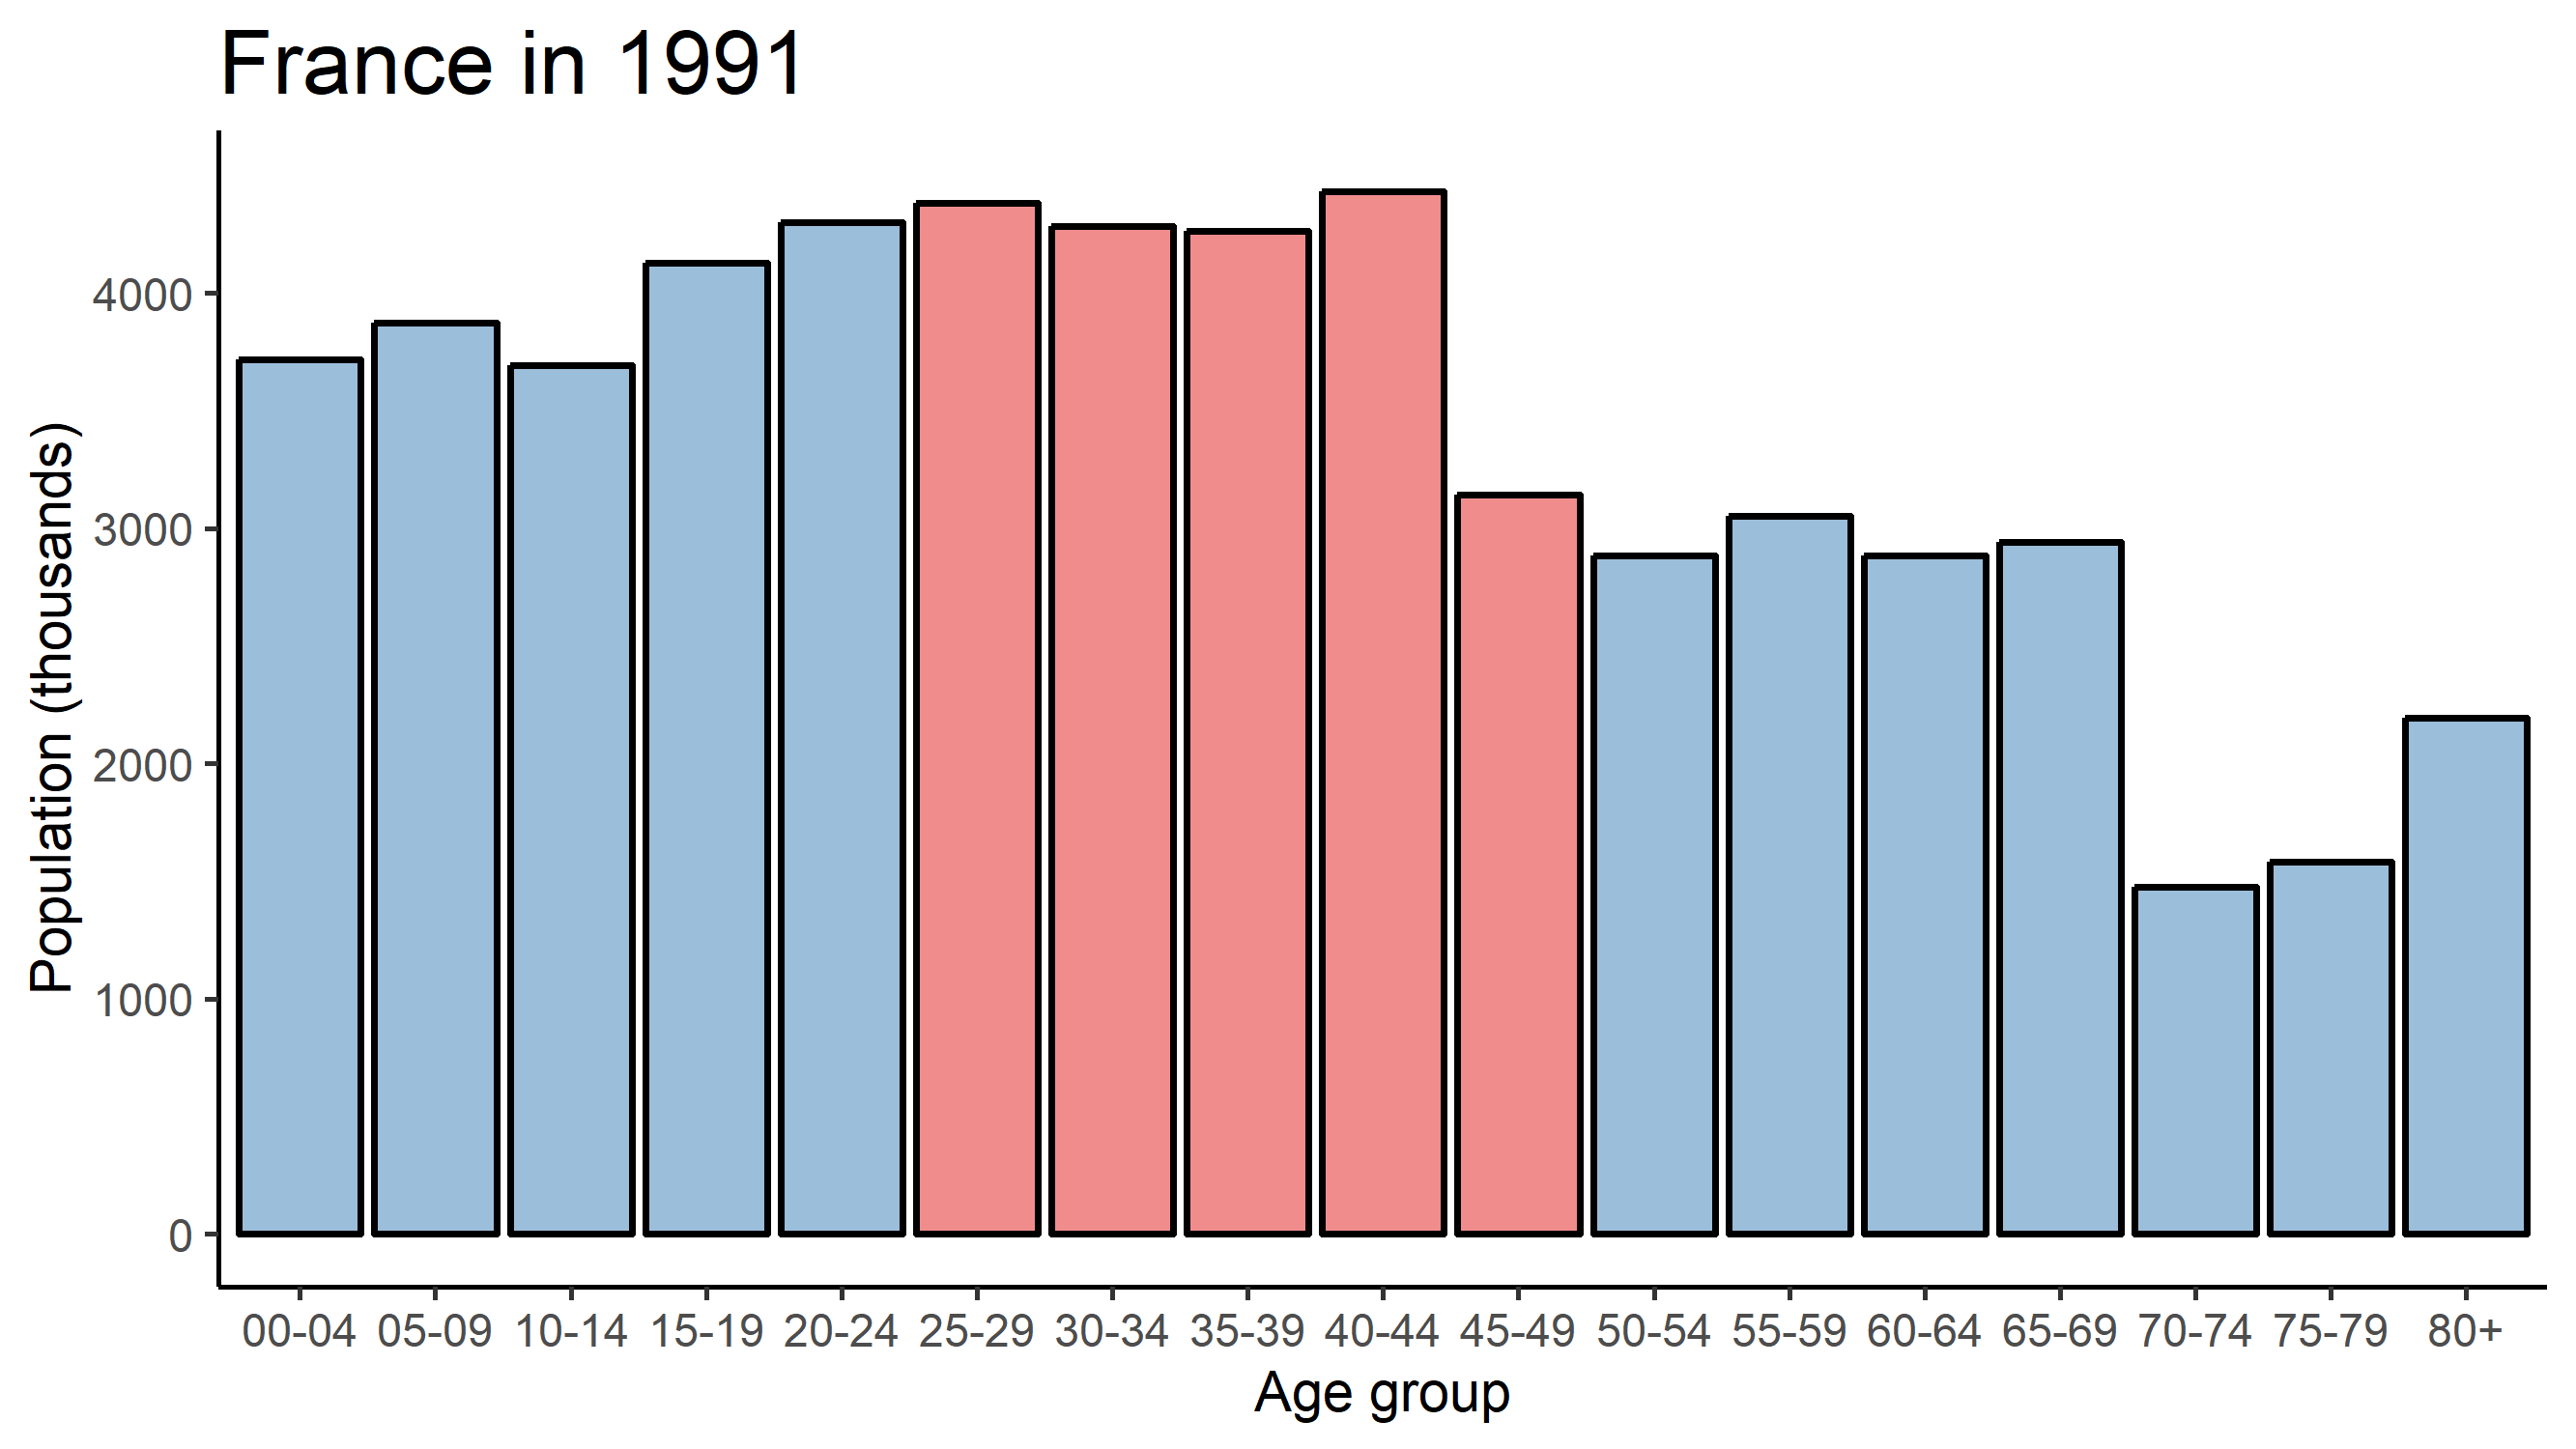 France in 1991
Population (thousands)
4000
3000
2000
1000
0
00-04 05-09 10-14 15-19 20-24 25-29 30-34 35-39 40-44 45-49 50-54 55-59 60-64 65-69 70-74 75-79 80+
Age group